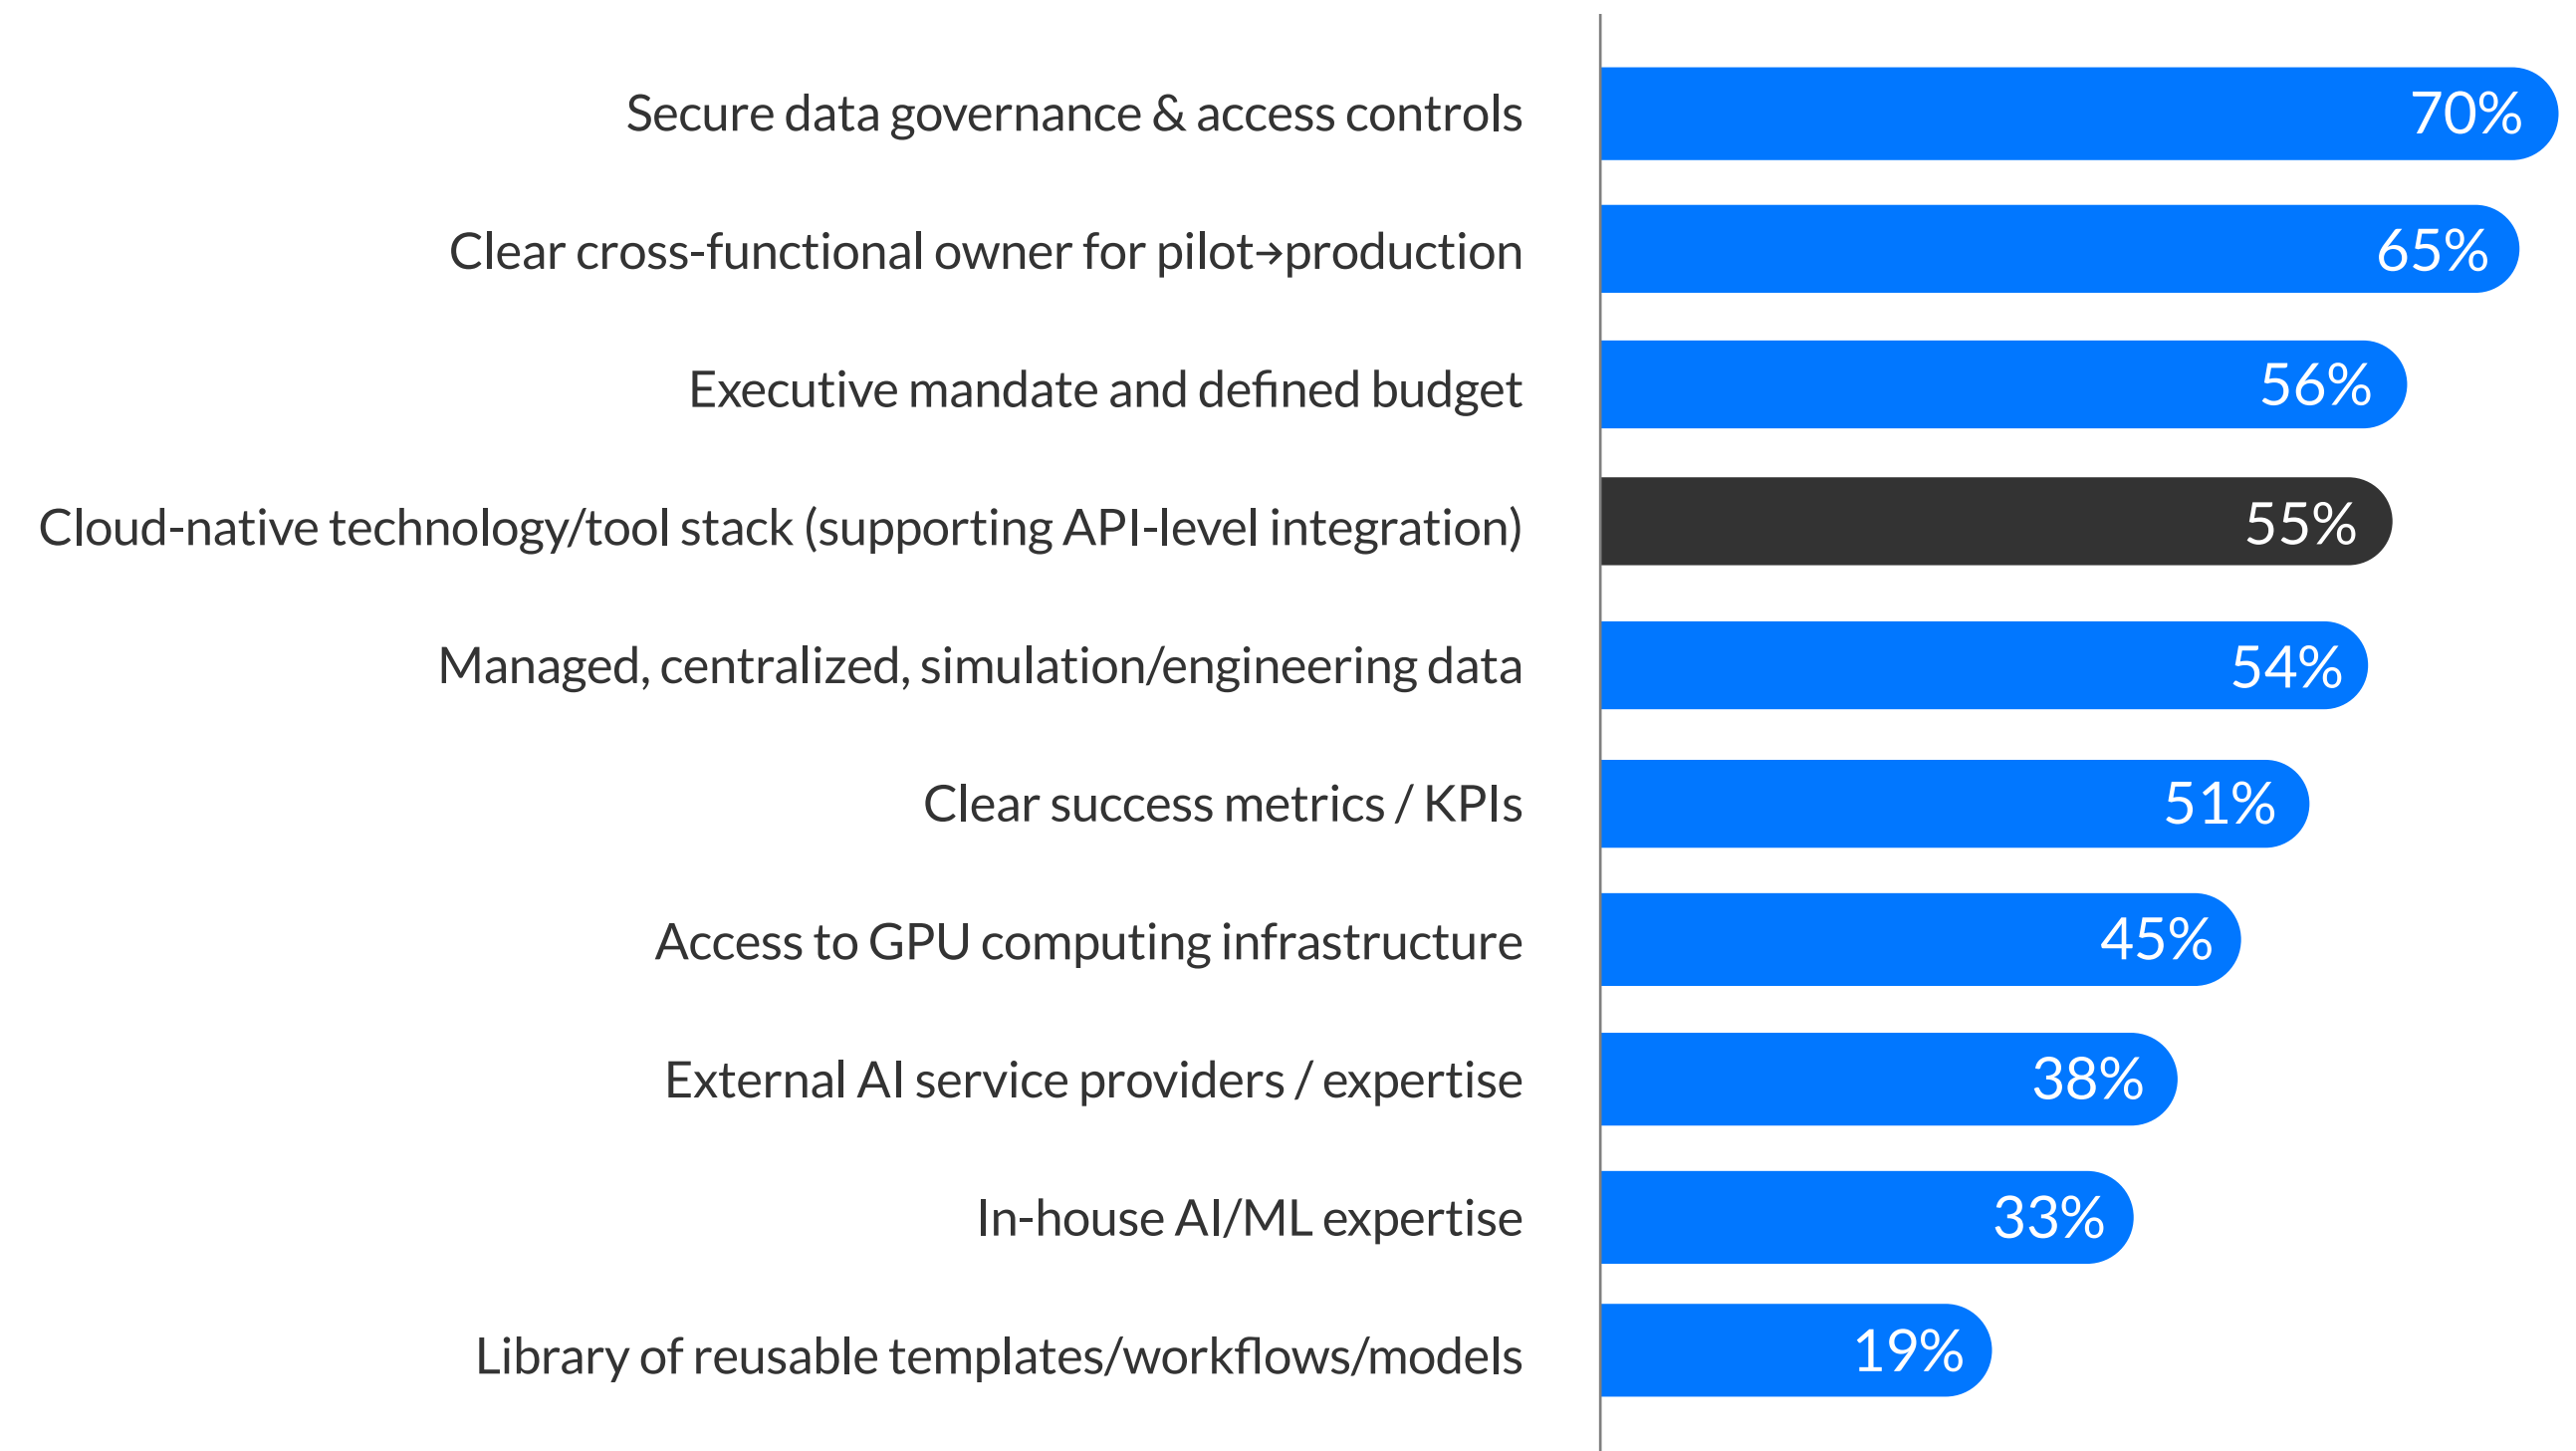 Secure data governance & access controls 70%
Clear cross-functional owner for pilot→production 65%
Executive mandate and defined budget 56%
Cloud-native technology/tool stack (supporting API-level integration) 55%
Managed, centralized, simulation/engineering data 54%
Clear success metrics / KPIs 51%
Access to GPU computing infrastructure 45%
External AI service providers / expertise 38%
In-house AI/ML expertise 33%
Library of reusable templates/workflows/models 19%